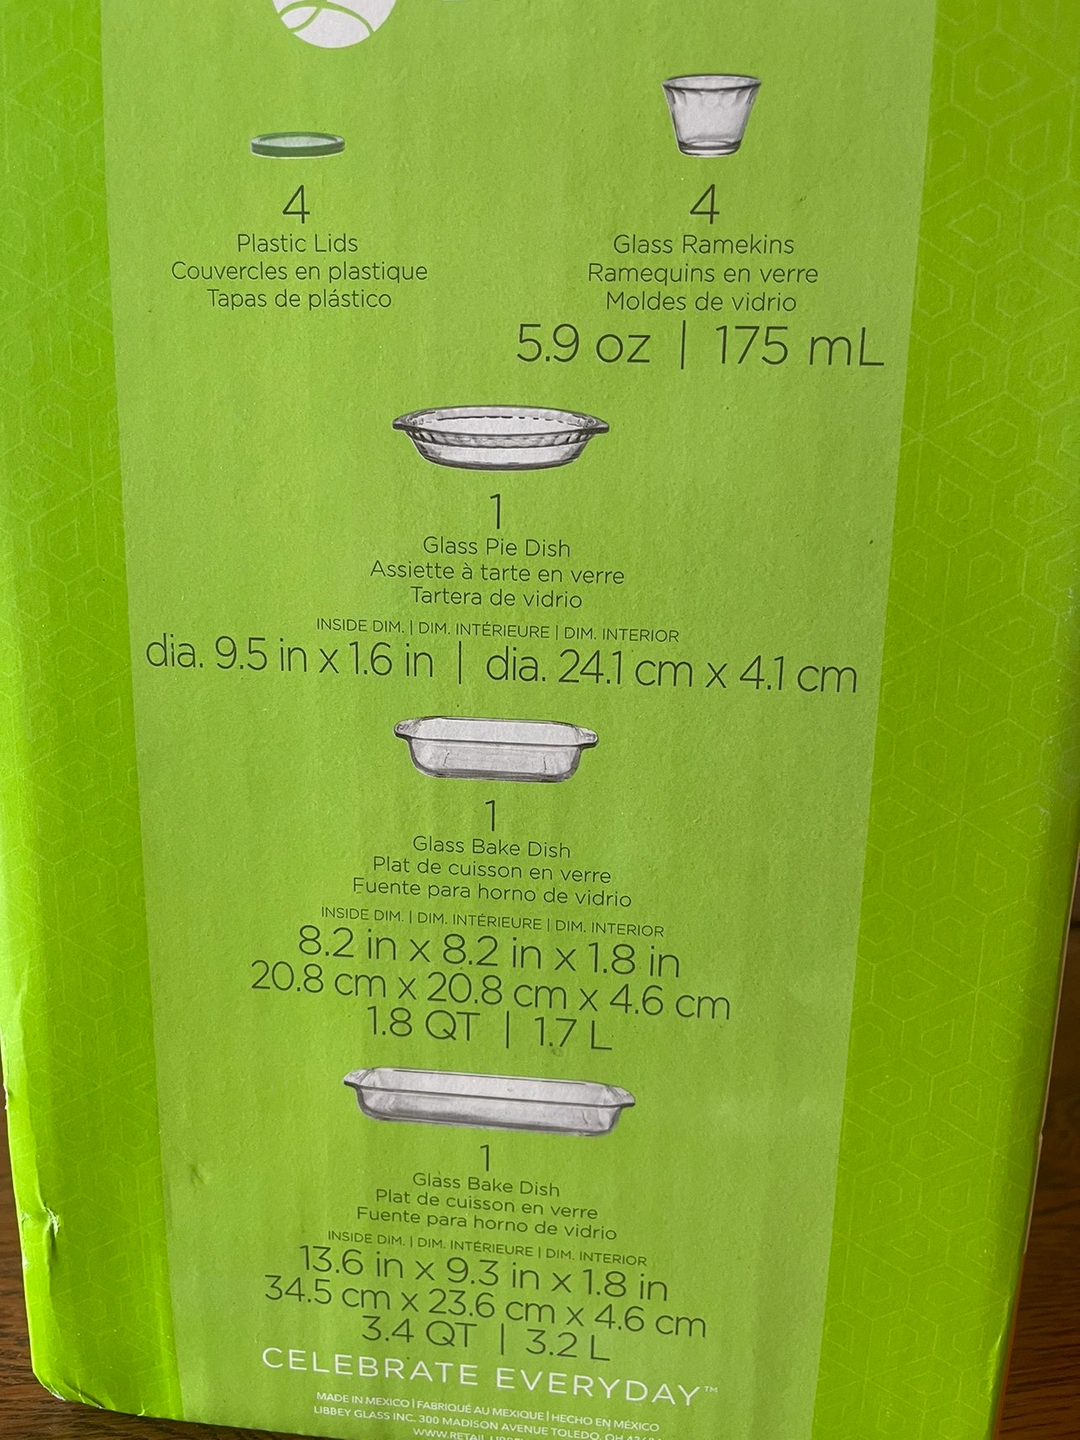 4
Plastic Lids
Couvercles en plastique
Tapas de plástico
4
Glass Ramekins
Ramequins en verre
Moldes de vidrio
5.9 oz | 175 mL
1
Glass Pie Dish
Assiette à tarte en verre
Tartera de vidrio
INSIDE DIM. | DIM. INTÉRIEURE | DIM. INTERIOR
dia. 9.5 in x 1.6 in | dia. 24.1 cm x 4.1 cm
1
Glass Bake Dish
Plat de cuisson en verre
Fuente para horno de vidrio
INSIDE DIM. | DIM. INTÉRIEURE | DIM. INTERIOR
8.2 in x 8.2 in x 1.8 in
20.8 cm x 20.8 cm x 4.6 cm
1.8 QT | 1.7 L
1
Glass Bake Dish
Plat de cuisson en verre
Fuente para horno de vidrio
INSIDE DIM. | DIM. INTÉRIEURE | DIM. INTERIOR
13.6 in x 9.3 in x 1.8 in
34.5 cm x 23.6 cm x 4.6 cm
3.4 QT | 3.2 L
CELEBRATE EVERYDAY™
MADE IN MEXICO | FABRIQUÉ AU MEXIQUE | HECHO EN MÉXICO
LIBBEY GLASS INC. 300 MADISON AVENUE TOLEDO, OH